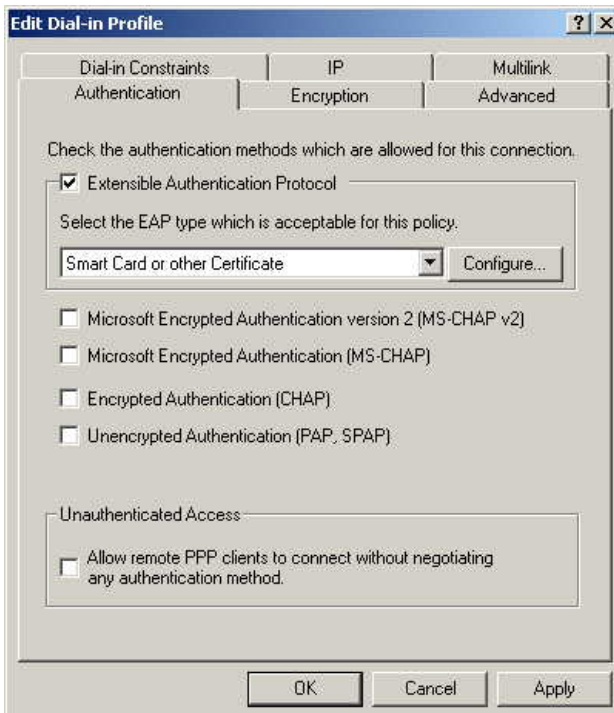 Edit Dial-in Profile
Dial-in Constraints IP Multilink
Authentication Encryption Advanced
Check the authentication methods which are allowed for this connection.
Extensible Authentication Protocol
Select the EAP type which is acceptable for this policy.
Smart Card or other Certificate Configure...
Microsoft Encrypted Authentication version 2 (MS-CHAP v2)
Microsoft Encrypted Authentication (MS-CHAP)
Encrypted Authentication (CHAP)
Unencrypted Authentication (PAP, SPAP)
Unauthenticated Access
Allow remote PPP clients to connect without negotiating
any authentication method.
OK Cancel Apply